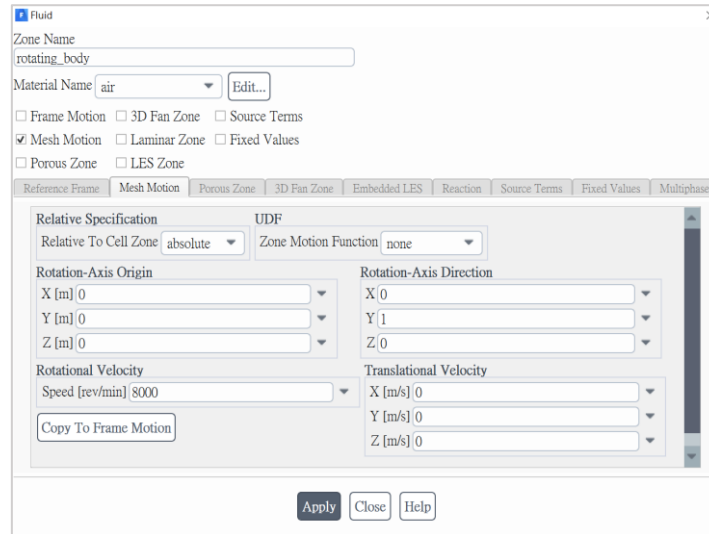 Fluid
Zone Name
rotating_body
Material Name air Edit...
Frame Motion 3D Fan Zone Source Terms
Mesh Motion Laminar Zone Fixed Values
Porous Zone LES Zone
Reference Frame Mesh Motion Porous Zone 3D Fan Zone Embedded LES Reaction Source Terms Fixed Values Multiphase
Relative Specification UDF
Relative To Cell Zone absolute Zone Motion Function none
Rotation-Axis Origin Rotation-Axis Direction
X [m] 0 X 0
Y [m] 0 Y 1
Z [m] 0 Z 0
Rotational Velocity Translational Velocity
Speed [rev/min] 8000 X [m/s] 0
Copy To Frame Motion Y [m/s] 0
Z [m/s] 0
Apply Close Help